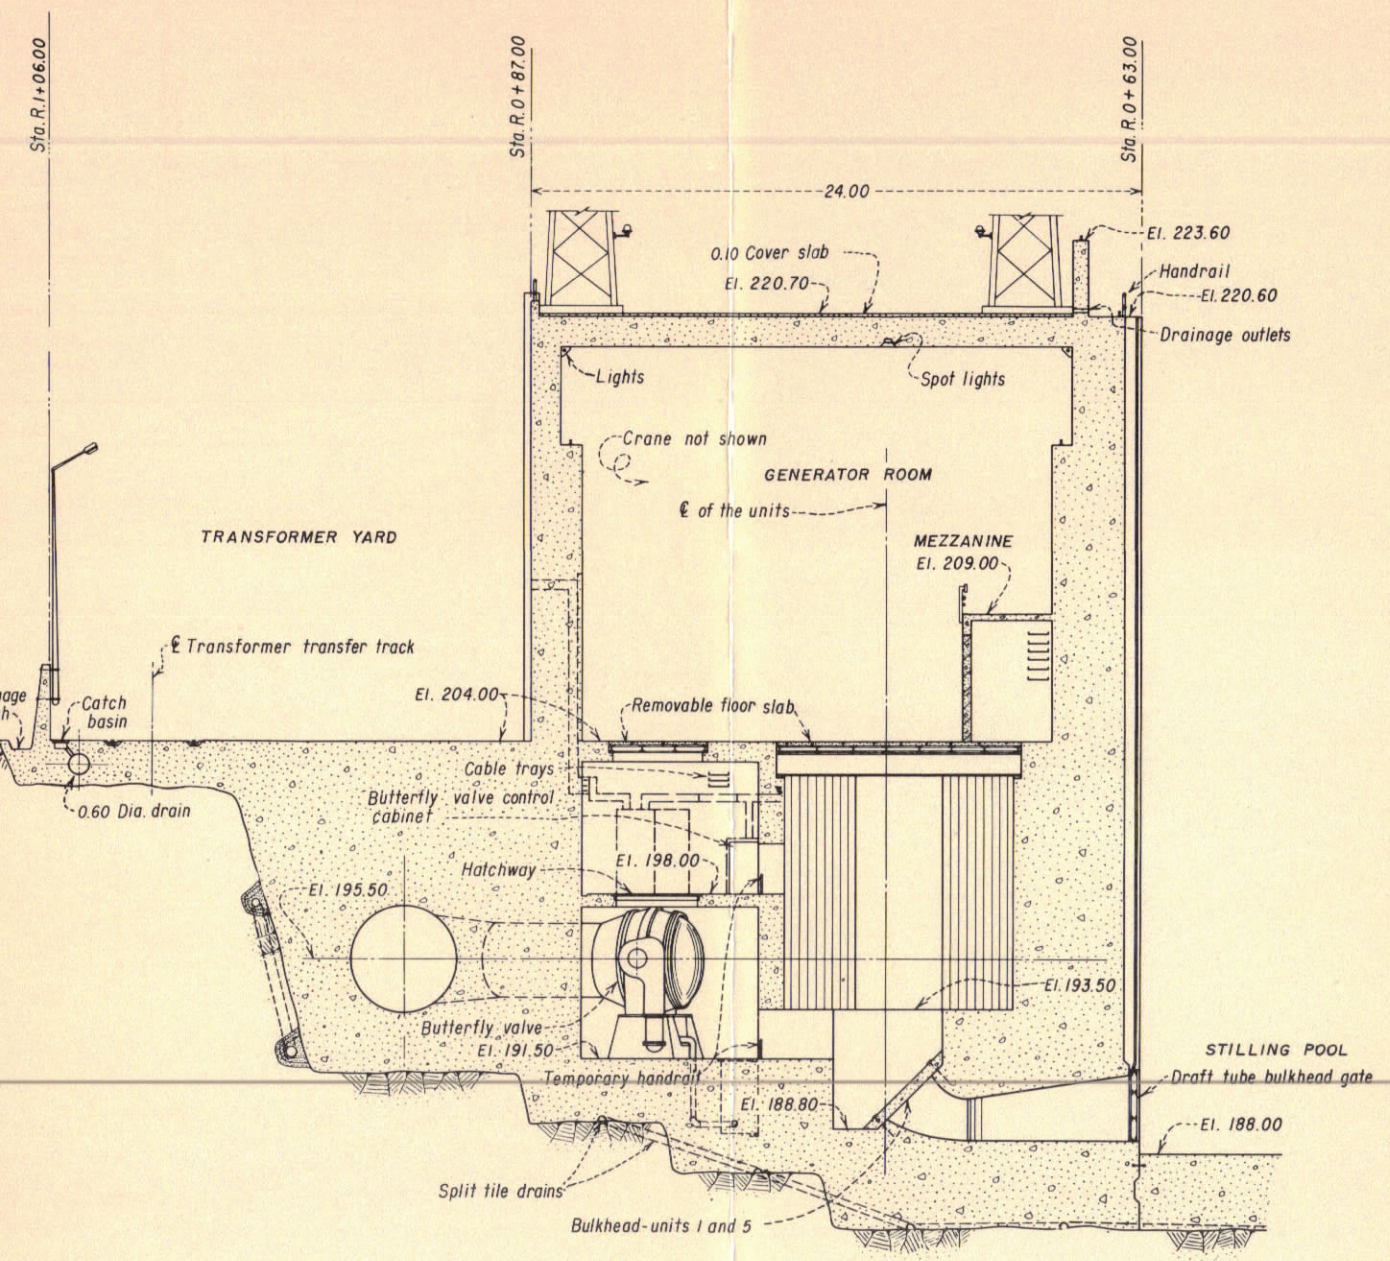 Sta. R. 1+06.00
Sta. R. 0+87.00
Sta. R. 0+63.00
24.00
El. 223.60
0.10 Cover slab
Handrail
El. 220.70
El. 220.60
Drainage outlets
Lights
Spot lights
Crane not shown
GENERATOR ROOM
℄ of the units
TRANSFORMER YARD
MEZZANINE
El. 209.00
℄ Transformer transfer track
El. 204.00
Catch
basin
Removable floor slab
Cable trays
Butterfly valve control
cabinet
0.60 Dia. drain
El. 198.00
Hatchway
El. 195.50
El. 193.50
Butterfly valve
El. 191.50
STILLING POOL
Temporary handrail
Draft tube bulkhead gate
El. 188.80
El. 188.00
Split tile drains
Bulkhead-units 1 and 5